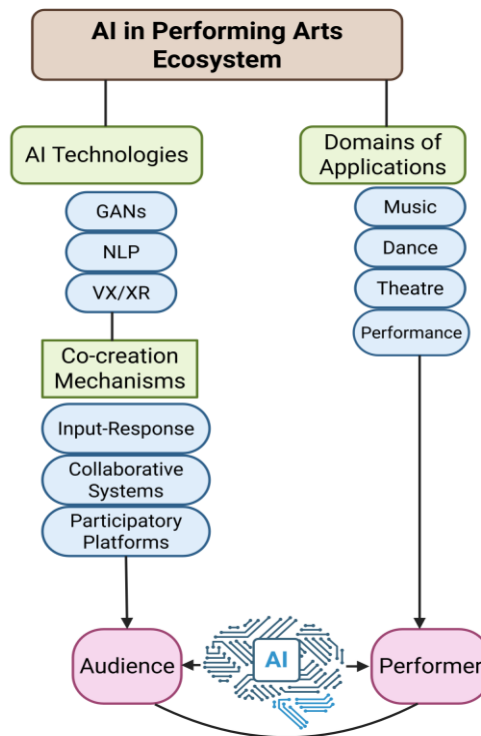 AI in Performing Arts
Ecosystem
AI Technologies
GANs
NLP
VX/XR
Co-creation
Mechanisms
Input-Response
Collaborative
Systems
Participatory
Platforms
Domains of
Applications
Music
Dance
Theatre
Performance
Audience
AI
Performer